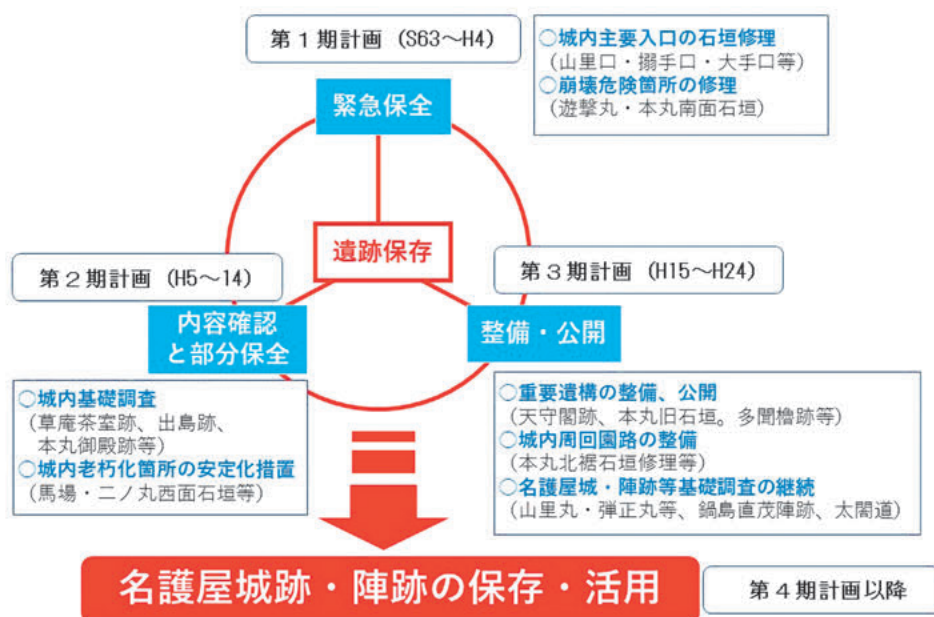 第1期計画（S63～H4）
○城内主要入口の石垣修理
（山里口・搦手口・大手口等）
○崩壊危険箇所の修理
（遊撃丸・本丸南面石垣）
緊急保全
遺跡保存
第2期計画（H5～14）
内容確認
と部分保全
○城内基礎調査
（草庵茶室跡、出島跡、
本丸御殿跡等）
○城内老朽化箇所の安定化措置
（馬場・二ノ丸西面石垣等）
第3期計画（H15～H24）
整備・公開
○重要遺構の整備、公開
（天守閣跡、本丸旧石垣。多聞櫓跡等）
○城内周回園路の整備
（本丸北裾石垣修理等）
○名護屋城・陣跡等基礎調査の継続
（山里丸・弾正丸等、鍋島直茂陣跡、太閤道）
名護屋城跡・陣跡の保存・活用
第4期計画以降